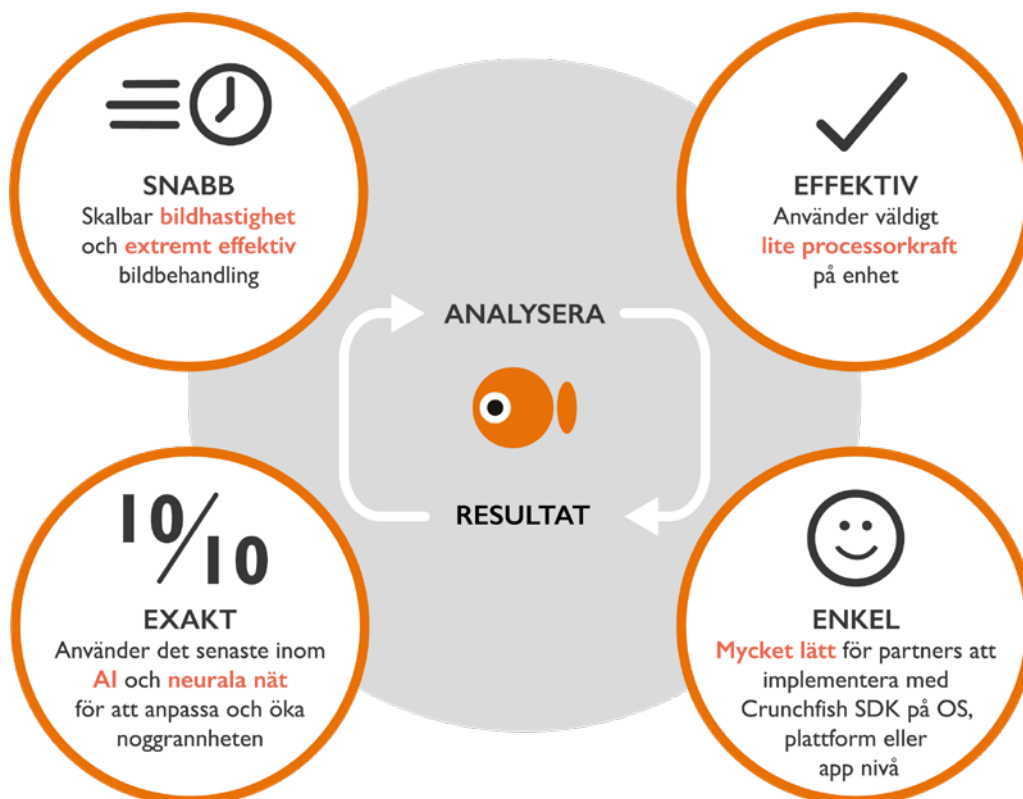 SNABB
Skalbar bildhastighet
och extremt effektiv
bildbehandling
EFFEKTIV
Använder väldigt
lite processorkraft
på enhet
ANALYSERA
RESULTAT
10/10
EXAKT
Använder det senaste inom
AI och neurala nät
för att anpassa och öka
noggrannheten
ENKEL
Mycket lätt för partners att
implementera med
Crunchfish SDK på OS,
plattform eller
app nivå